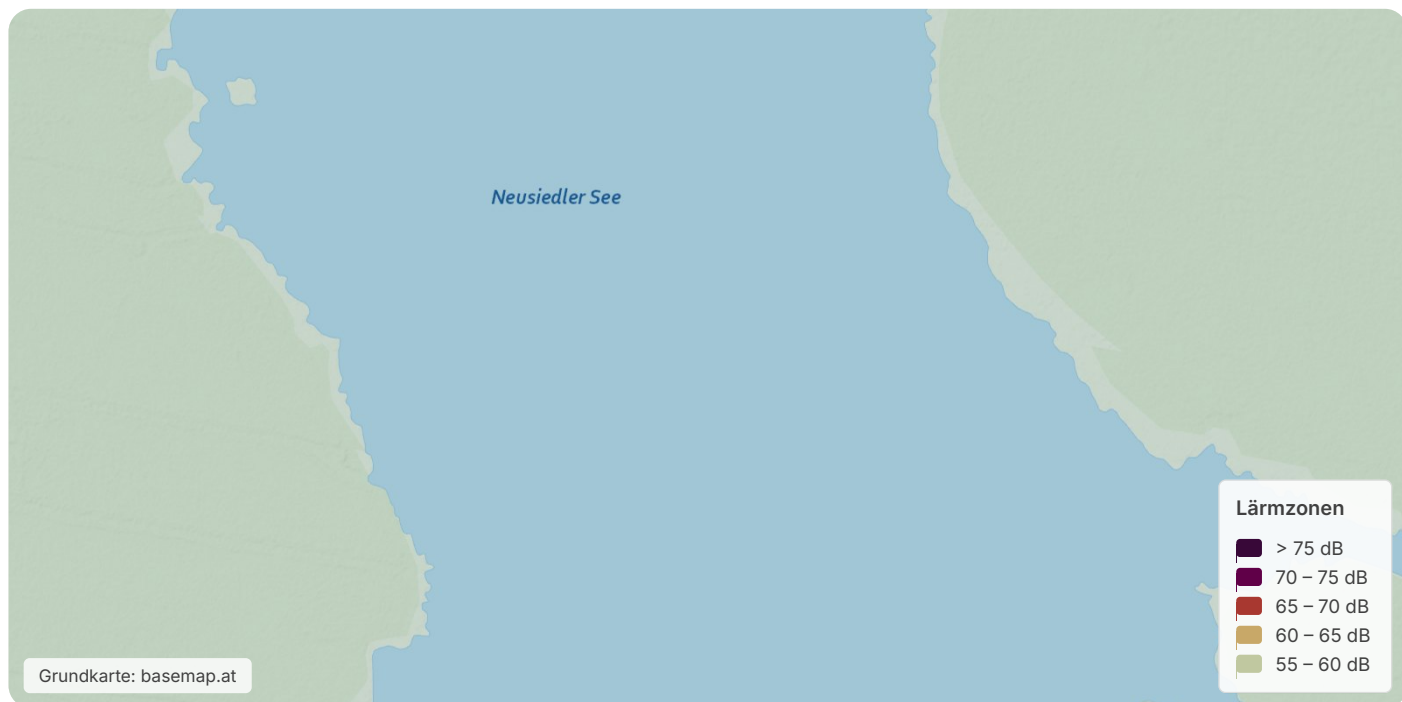 Neusiedler See
Lärmzonen
> 75 dB
70 – 75 dB
65 – 70 dB
60 – 65 dB
55 – 60 dB
Grundkarte: basemap.at